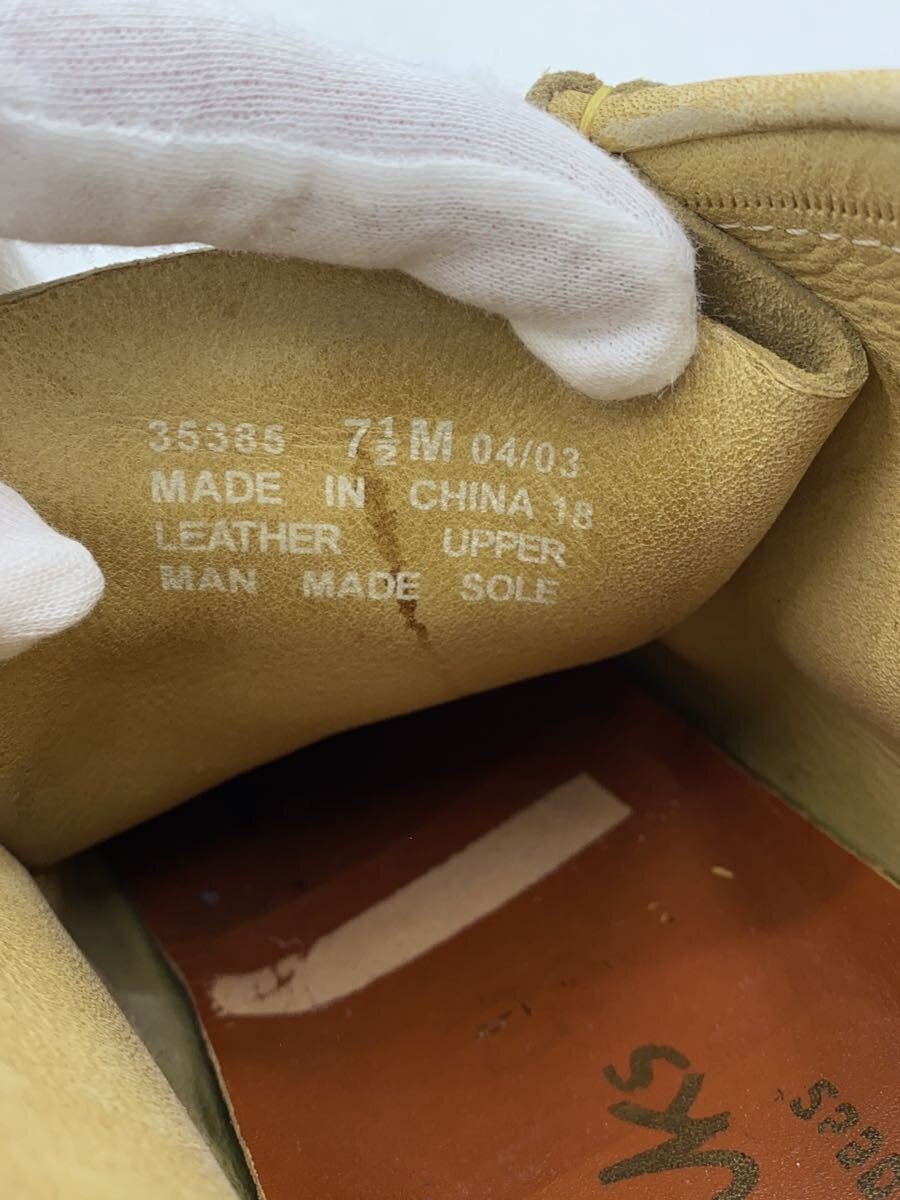 35385 7½M 04/03
MADE IN CHINA 18
LEATHER UPPER
MAN MADE SOLE